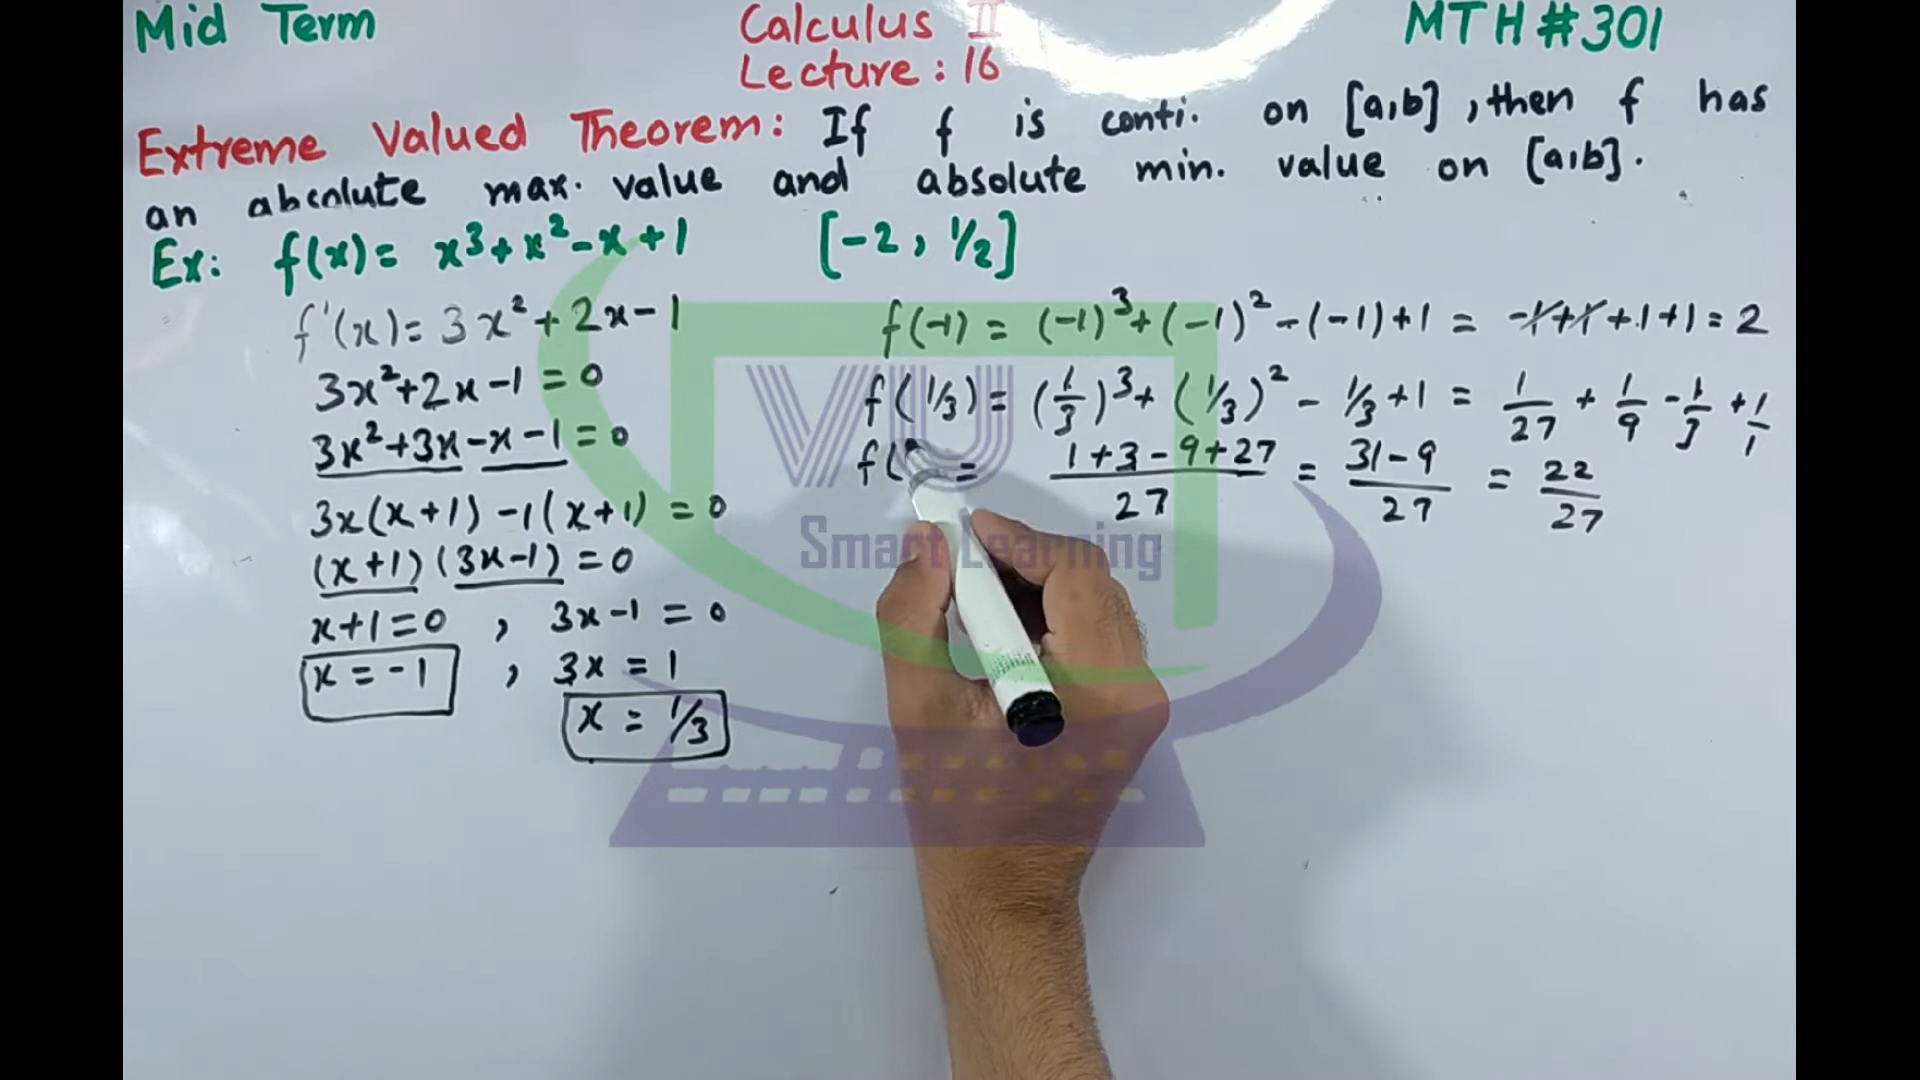 Mid Term
Calculus II
MTH#301
Lecture: 16
Extreme Valued Theorem: If f is conti. on [a,b], then f has
an absolute max. value and absolute min. value on [a,b].
Ex: f(x) = x³+x²-x+1 [-2, 1/2]
f'(x) = 3x²+2x-1
3x²+2x-1=0
3x²+3x-x-1=0
3x(x+1)-1(x+1)=0
(x+1)(3x-1)=0
x+1=0 , 3x-1=0
x=-1 , 3x=1
x=1/3
f(-1) = (-1)³+(-1)²-(-1)+1 = -1+1+1+1=2
f(1/3) = (1/3)³+(1/3)²-1/3+1 = 1/27 + 1/9 - 1/3 + 1/1
f( = 1+3-9+27/27 = 31-9/27 = 22/27
VU
Smart Learning